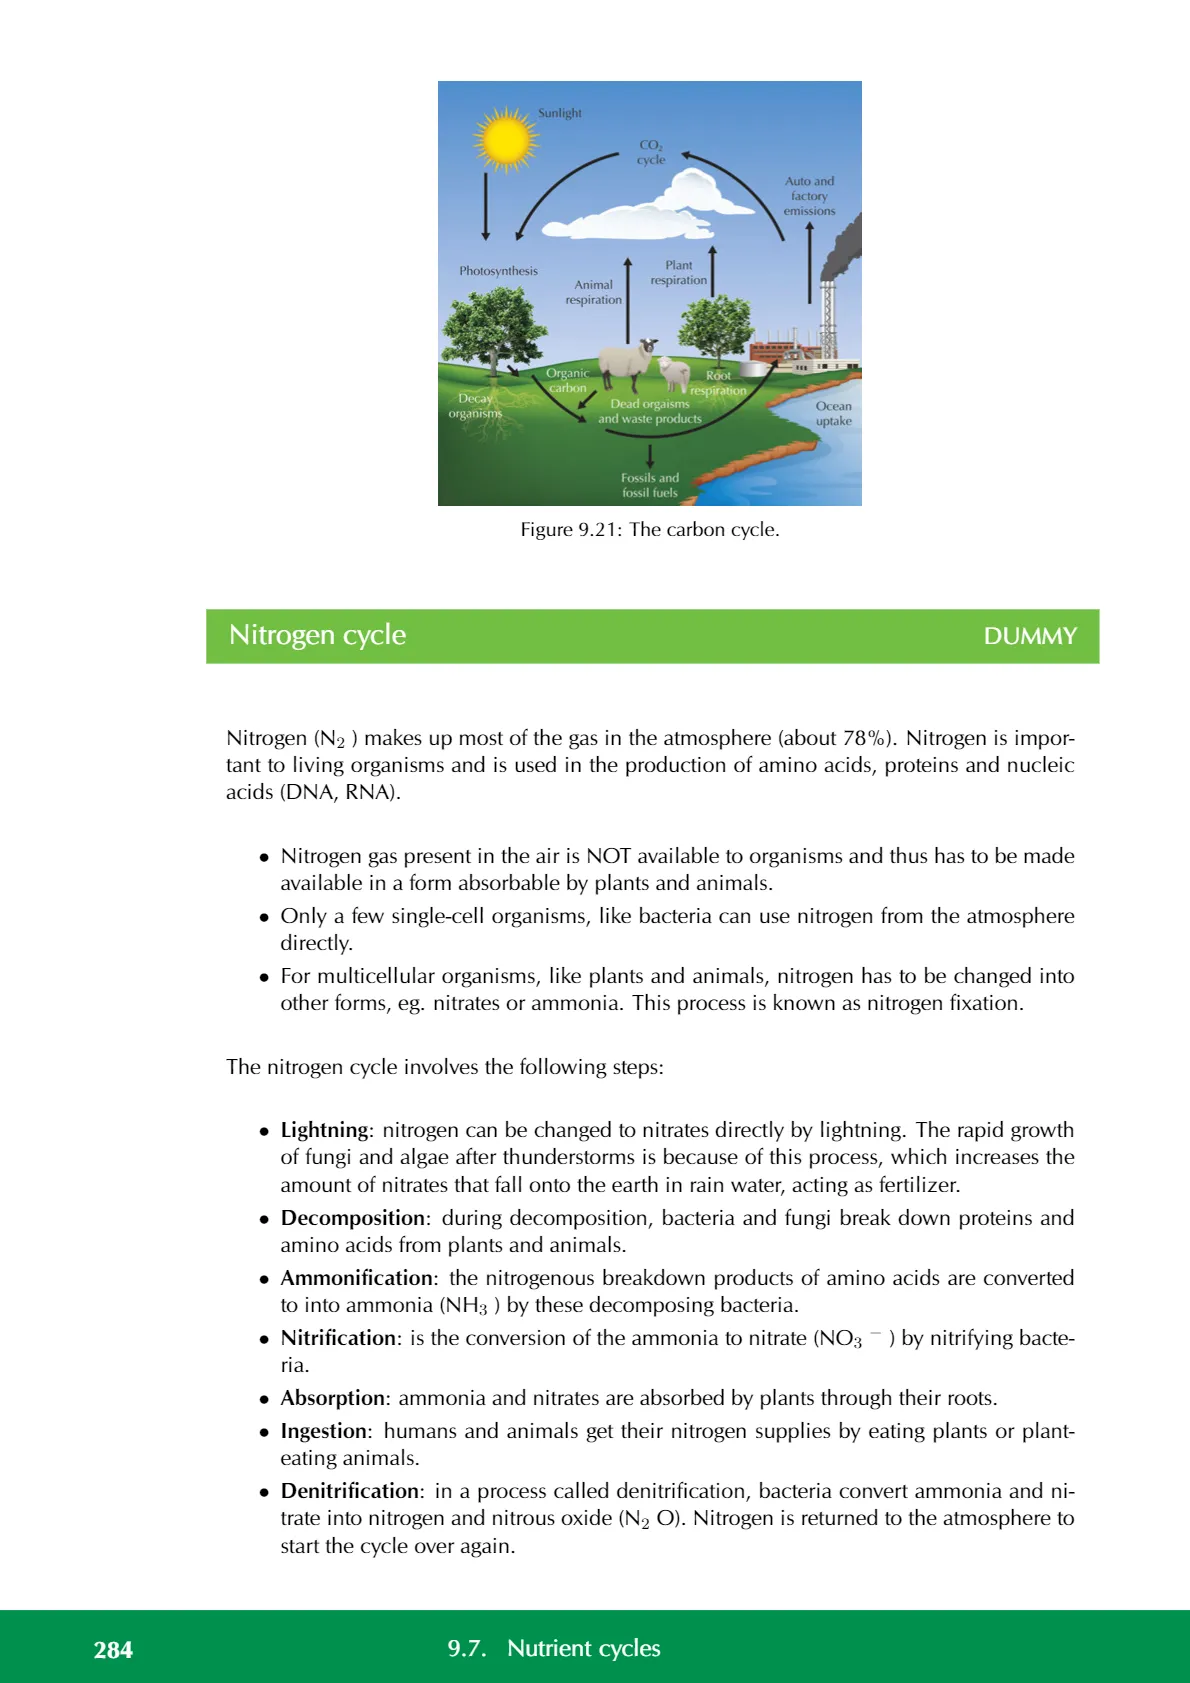 Sunlight
CO₂
cycle
Auto and
factory
emissions
Photosynthesis
Plant
respiration
Animal
respiration
Organic
carbon
Root
respiration
Decay
organisms
Dead orgaisms
and waste products
Ocean
uptake
Fossils and
fossil fuels
Figure 9.21: The carbon cycle.
Nitrogen cycle DUMMY
Nitrogen (N₂ ) makes up most of the gas in the atmosphere (about 78%). Nitrogen is impor-
tant to living organisms and is used in the production of amino acids, proteins and nucleic
acids (DNA, RNA).
• Nitrogen gas present in the air is NOT available to organisms and thus has to be made
available in a form absorbable by plants and animals.
• Only a few single-cell organisms, like bacteria can use nitrogen from the atmosphere
directly.
• For multicellular organisms, like plants and animals, nitrogen has to be changed into
other forms, eg. nitrates or ammonia. This process is known as nitrogen fixation.
The nitrogen cycle involves the following steps:
• Lightning: nitrogen can be changed to nitrates directly by lightning. The rapid growth
of fungi and algae after thunderstorms is because of this process, which increases the
amount of nitrates that fall onto the earth in rain water, acting as fertilizer.
• Decomposition: during decomposition, bacteria and fungi break down proteins and
amino acids from plants and animals.
• Ammonification: the nitrogenous breakdown products of amino acids are converted
to into ammonia (NH₃ ) by these decomposing bacteria.
• Nitrification: is the conversion of the ammonia to nitrate (NO₃ ⁻ ) by nitrifying bacte-
ria.
• Absorption: ammonia and nitrates are absorbed by plants through their roots.
• Ingestion: humans and animals get their nitrogen supplies by eating plants or plant-
eating animals.
• Denitrification: in a process called denitrification, bacteria convert ammonia and ni-
trate into nitrogen and nitrous oxide (N₂ O). Nitrogen is returned to the atmosphere to
start the cycle over again.
284 9.7. Nutrient cycles